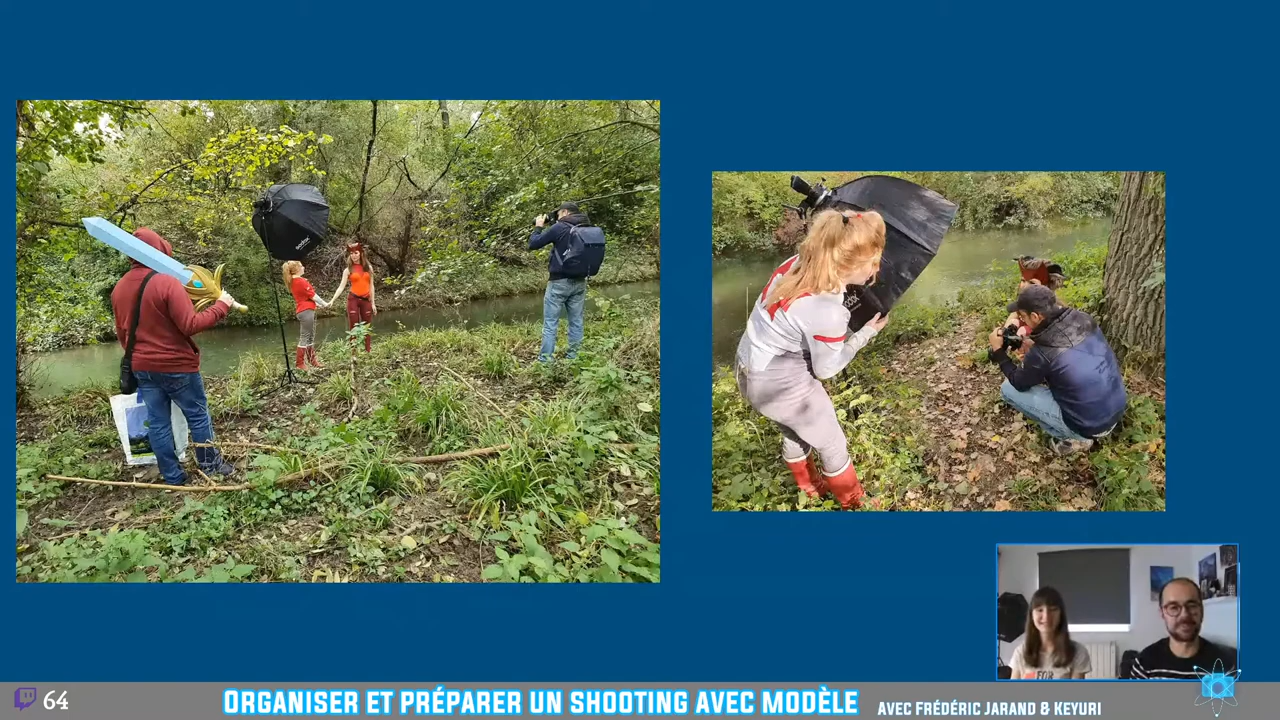 64
ORGANISER ET PRÉPARER UN SHOOTING AVEC MODÈLE
AVEC FRÉDÉRIC JARAND & KEYURI